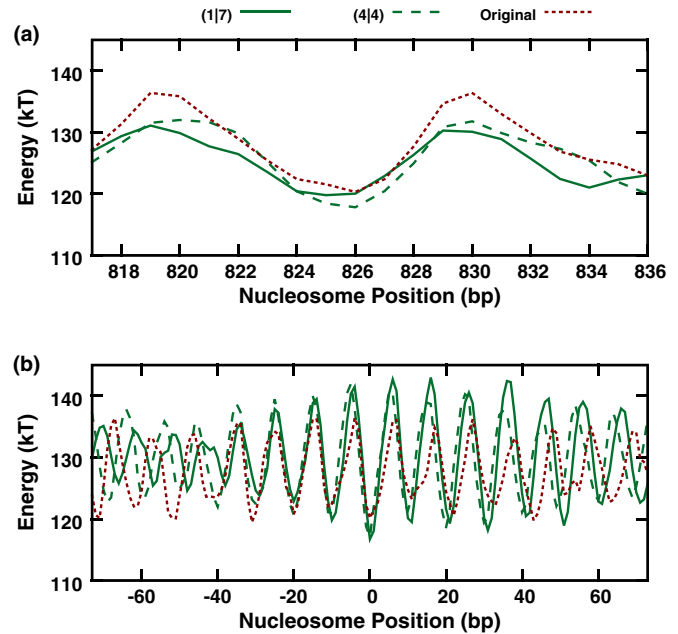 (1|7) (4|4) Original
(a)
140
130
120
110
Energy (kT)
818 820 822 824 826 828 830 832 834 836
Nucleosome Position (bp)
(b)
140
130
120
110
Energy (kT)
-60 -40 -20 0 20 40 60
Nucleosome Position (bp)